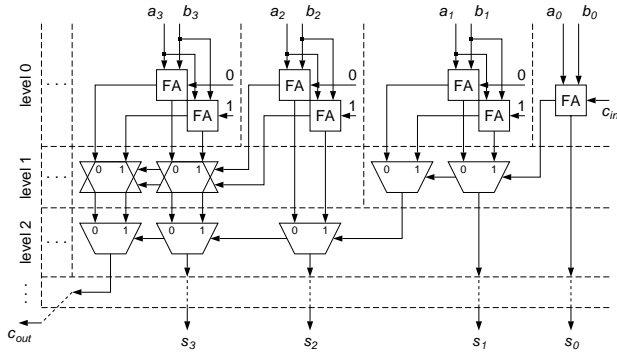 a3 b3 a2 b2 a1 b1 a0 b0
level 0
. . .
FA 0 FA 0 FA 0 FA
FA 1 FA 1 FA 1
cin
level 1
. . .
0 1 0 1 0 1 0 1
level 2
. . .
0 1 0 1 0 1
. . .
cout
s3 s2 s1 s0